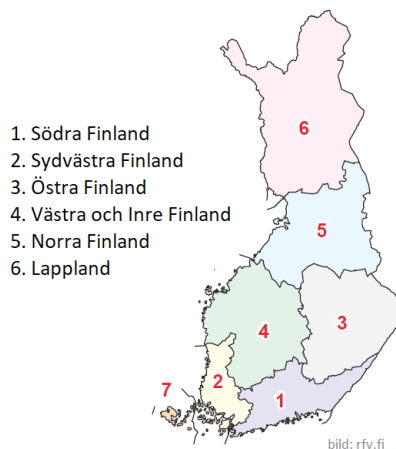 1. Södra Finland
2. Sydvästra Finland
3. Östra Finland
4. Västra och Inre Finland
5. Norra Finland
6. Lappland
6
5
4
3
7
2
1
bild: rfv.fi